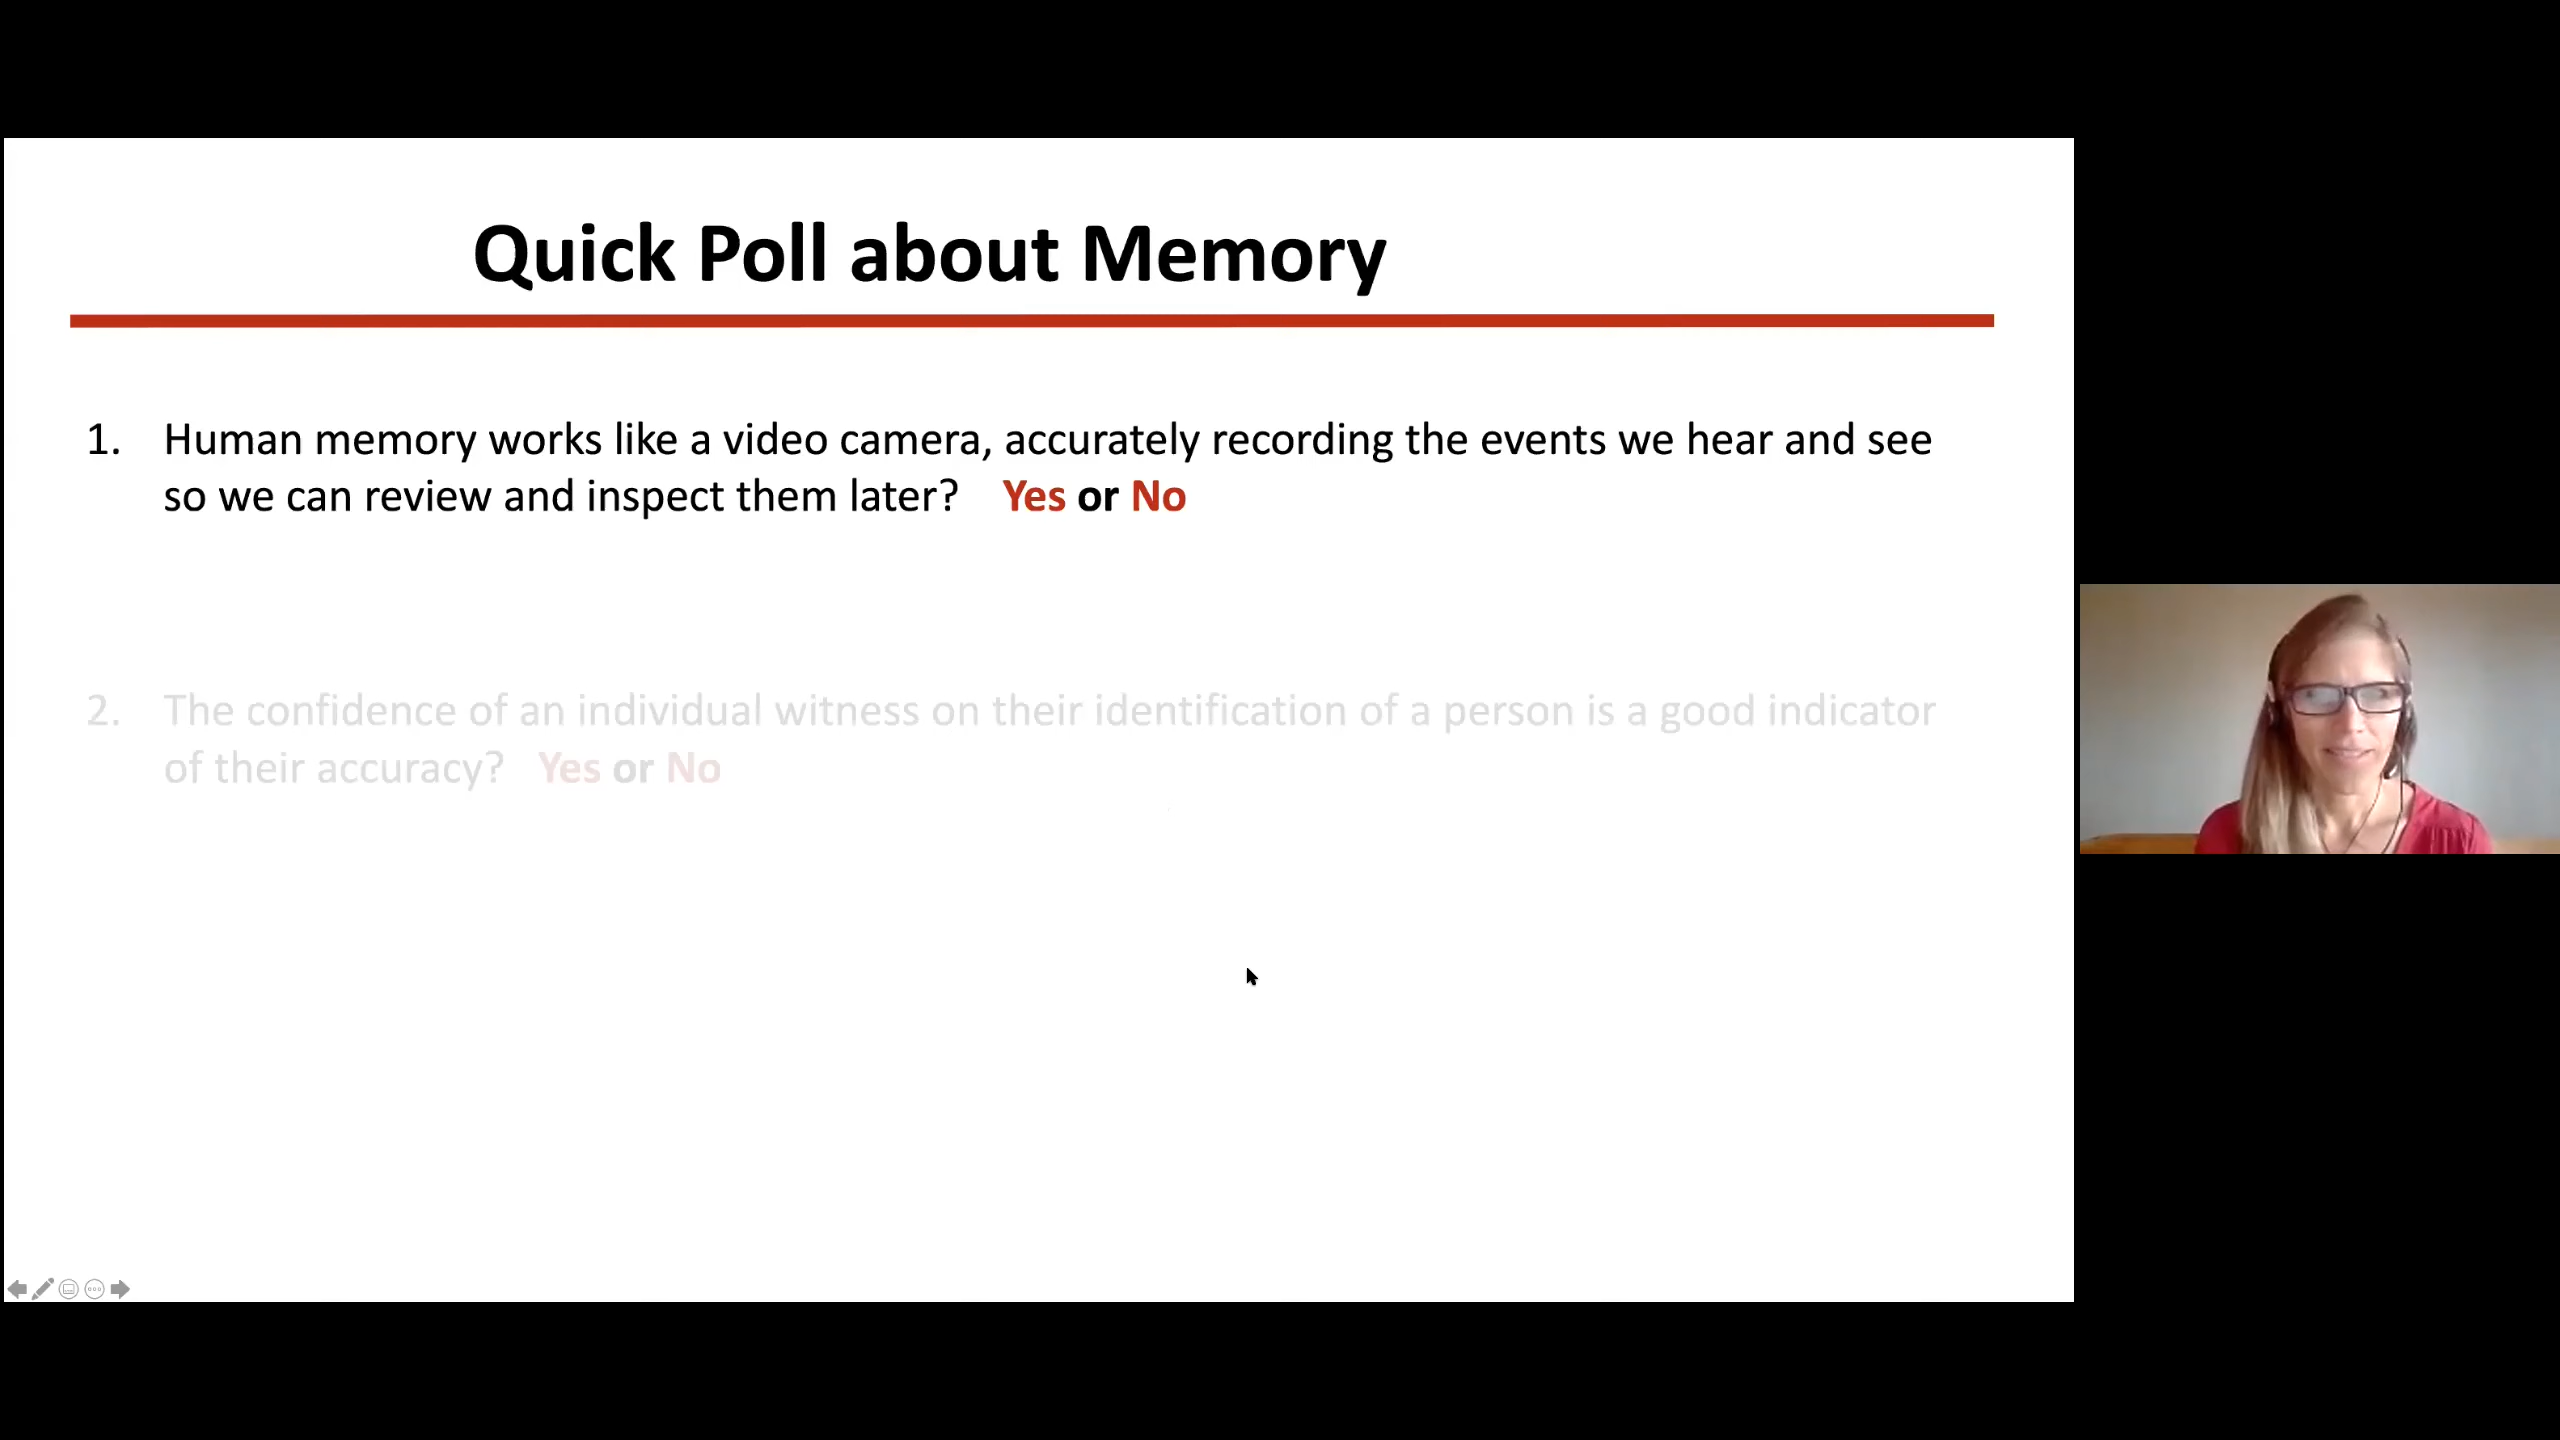 Quick Poll about Memory
1. Human memory works like a video camera, accurately recording the events we hear and see
so we can review and inspect them later? Yes or No
2. The confidence of an individual witness on their identification of a person is a good indicator
of their accuracy? Yes or No